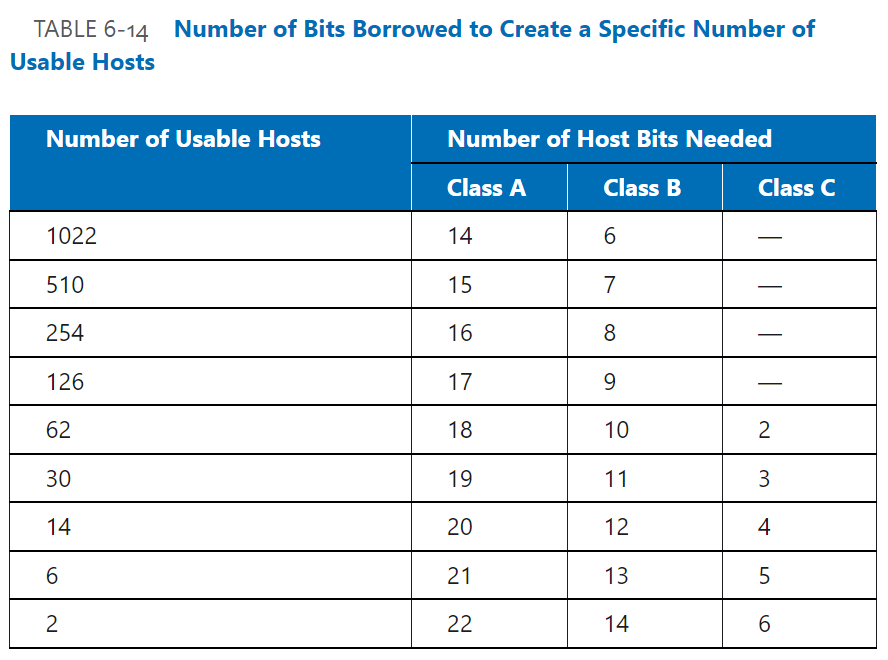 TABLE 6-14 Number of Bits Borrowed to Create a Specific Number of
Usable Hosts
Number of Usable Hosts Number of Host Bits Needed
Class A Class B Class C
1022 14 6 —
510 15 7 —
254 16 8 —
126 17 9 —
62 18 10 2
30 19 11 3
14 20 12 4
6 21 13 5
2 22 14 6